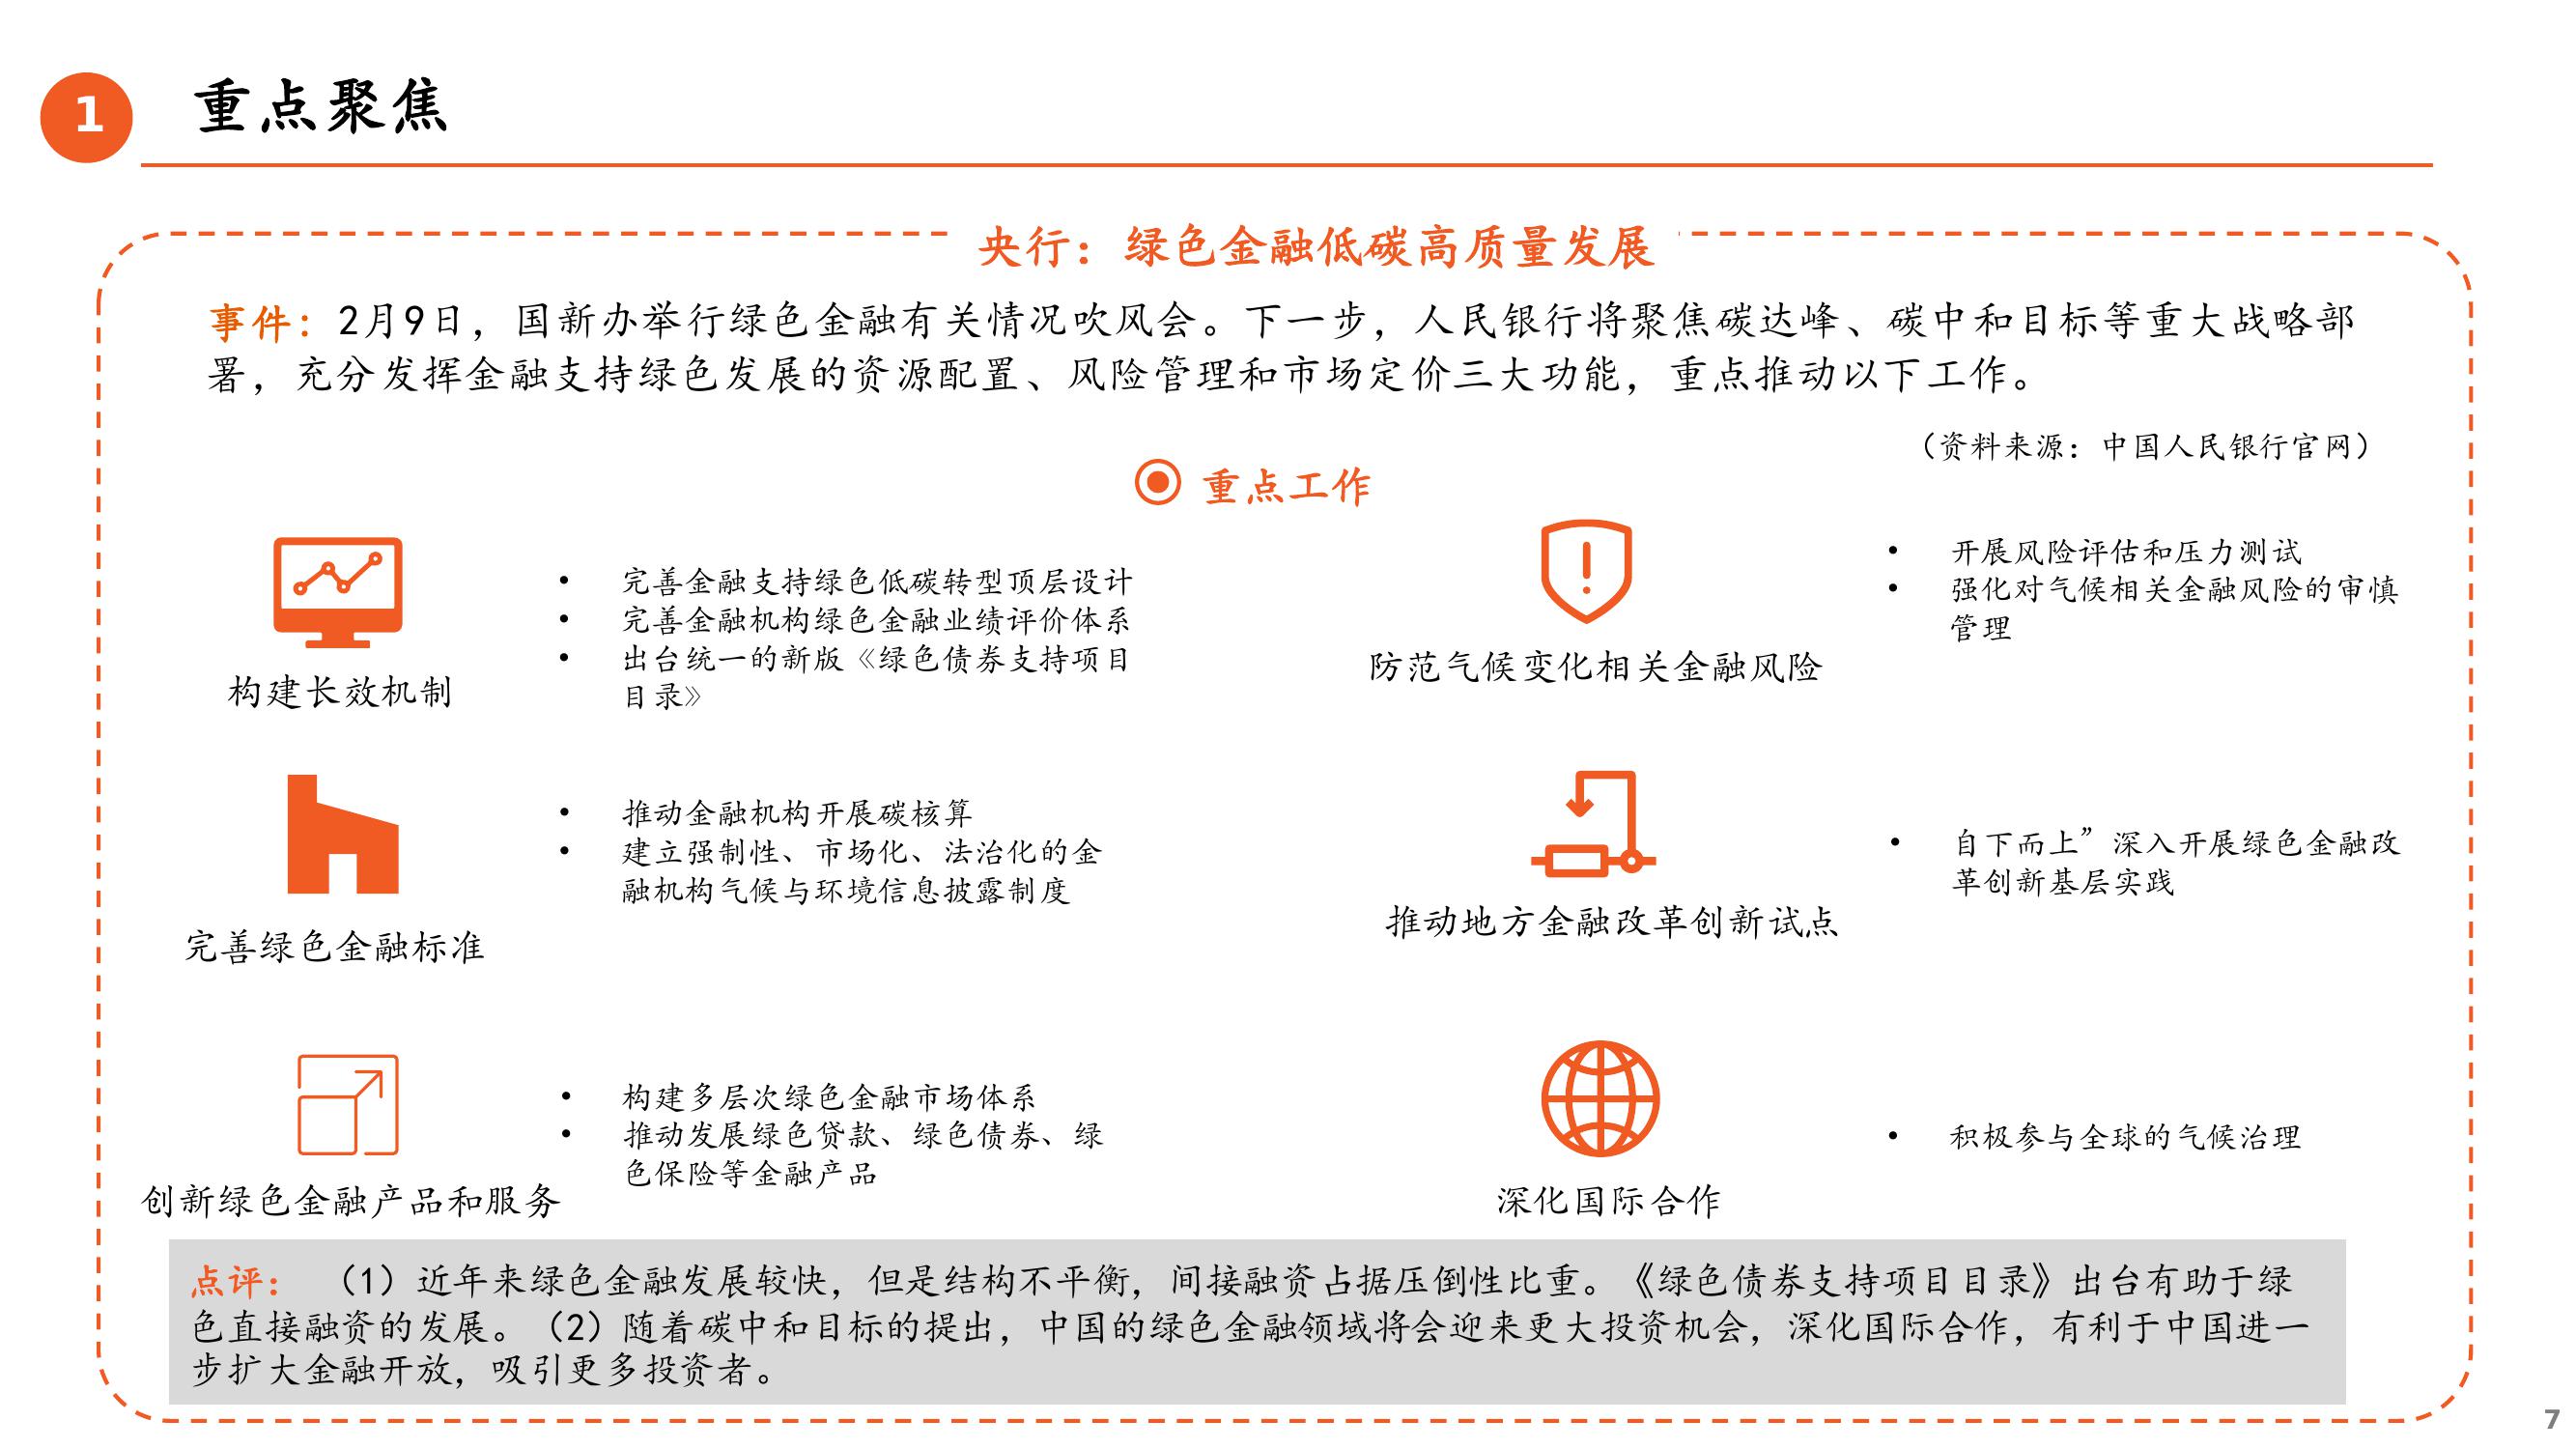 1
重点聚焦
央行：绿色金融低碳高质量发展
事件：2月9日，国新办举行绿色金融有关情况吹风会。下一步，人民银行将聚焦碳达峰、碳中和目标等重大战略部
署，充分发挥金融支持绿色发展的资源配置、风险管理和市场定价三大功能，重点推动以下工作。
（资料来源：中国人民银行官网）
重点工作
构建长效机制
• 完善金融支持绿色低碳转型顶层设计
• 完善金融机构绿色金融业绩评价体系
• 出台统一的新版《绿色债券支持项目
目录》
防范气候变化相关金融风险
• 开展风险评估和压力测试
• 强化对气候相关金融风险的审慎
管理
完善绿色金融标准
• 推动金融机构开展碳核算
• 建立强制性、市场化、法治化的金
融机构气候与环境信息披露制度
推动地方金融改革创新试点
• 自下而上”深入开展绿色金融改
革创新基层实践
创新绿色金融产品和服务
• 构建多层次绿色金融市场体系
• 推动发展绿色贷款、绿色债券、绿
色保险等金融产品
深化国际合作
• 积极参与全球的气候治理
点评： （1）近年来绿色金融发展较快，但是结构不平衡，间接融资占据压倒性比重。《绿色债券支持项目目录》出台有助于绿
色直接融资的发展。（2）随着碳中和目标的提出，中国的绿色金融领域将会迎来更大投资机会，深化国际合作，有利于中国进一
步扩大金融开放，吸引更多投资者。
7